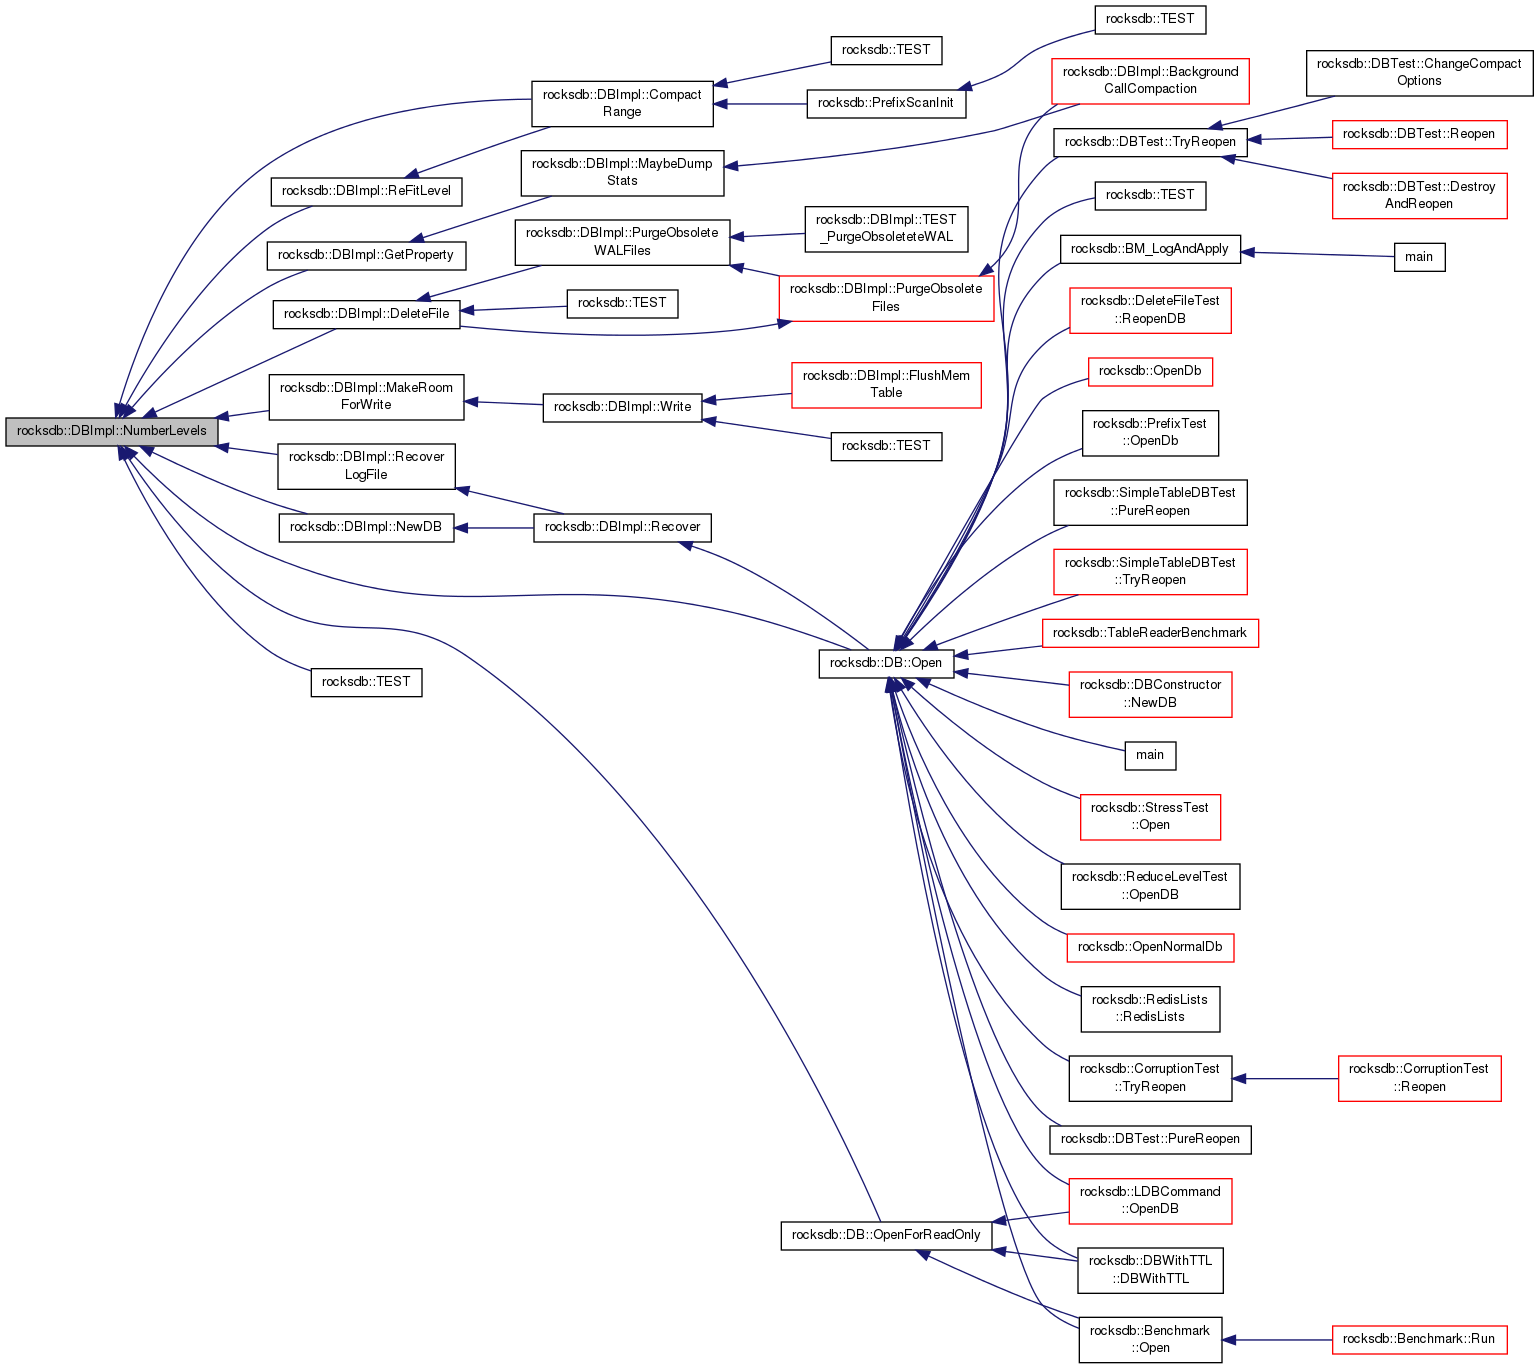 rocksdb::TEST
rocksdb::TEST
rocksdb::DBImpl::Background
CallCompaction
rocksdb::DBTest::ChangeCompact
Options
rocksdb::DBImpl::Compact
Range
rocksdb::PrefixScanInit
rocksdb::DBTest::TryReopen
rocksdb::DBTest::Reopen
rocksdb::DBImpl::MaybeDump
Stats
rocksdb::DBImpl::ReFitLevel
rocksdb::TEST
rocksdb::DBTest::Destroy
AndReopen
rocksdb::DBImpl::PurgeObsolete
WALFiles
rocksdb::DBImpl::TEST
_PurgeObsoleteteWAL
rocksdb::DBImpl::GetProperty
rocksdb::BM_LogAndApply
main
rocksdb::DBImpl::DeleteFile
rocksdb::TEST
rocksdb::DBImpl::PurgeObsolete
Files
rocksdb::DeleteFileTest
::ReopenDB
rocksdb::DBImpl::MakeRoom
ForWrite
rocksdb::DBImpl::Write
rocksdb::DBImpl::FlushMem
Table
rocksdb::OpenDb
rocksdb::DBImpl::NumberLevels
rocksdb::TEST
rocksdb::PrefixTest
::OpenDb
rocksdb::DBImpl::Recover
LogFile
rocksdb::SimpleTableDBTest
::PureReopen
rocksdb::DBImpl::NewDB
rocksdb::DBImpl::Recover
rocksdb::SimpleTableDBTest
::TryReopen
rocksdb::TableReaderBenchmark
rocksdb::DB::Open
rocksdb::TEST
rocksdb::DBConstructor
::NewDB
main
rocksdb::StressTest
::Open
rocksdb::ReduceLevelTest
::OpenDB
rocksdb::OpenNormalDb
rocksdb::RedisLists
::RedisLists
rocksdb::CorruptionTest
::TryReopen
rocksdb::CorruptionTest
::Reopen
rocksdb::DBTest::PureReopen
rocksdb::LDBCommand
::OpenDB
rocksdb::DB::OpenForReadOnly
rocksdb::DBWithTTL
::DBWithTTL
rocksdb::Benchmark
::Open
rocksdb::Benchmark::Run